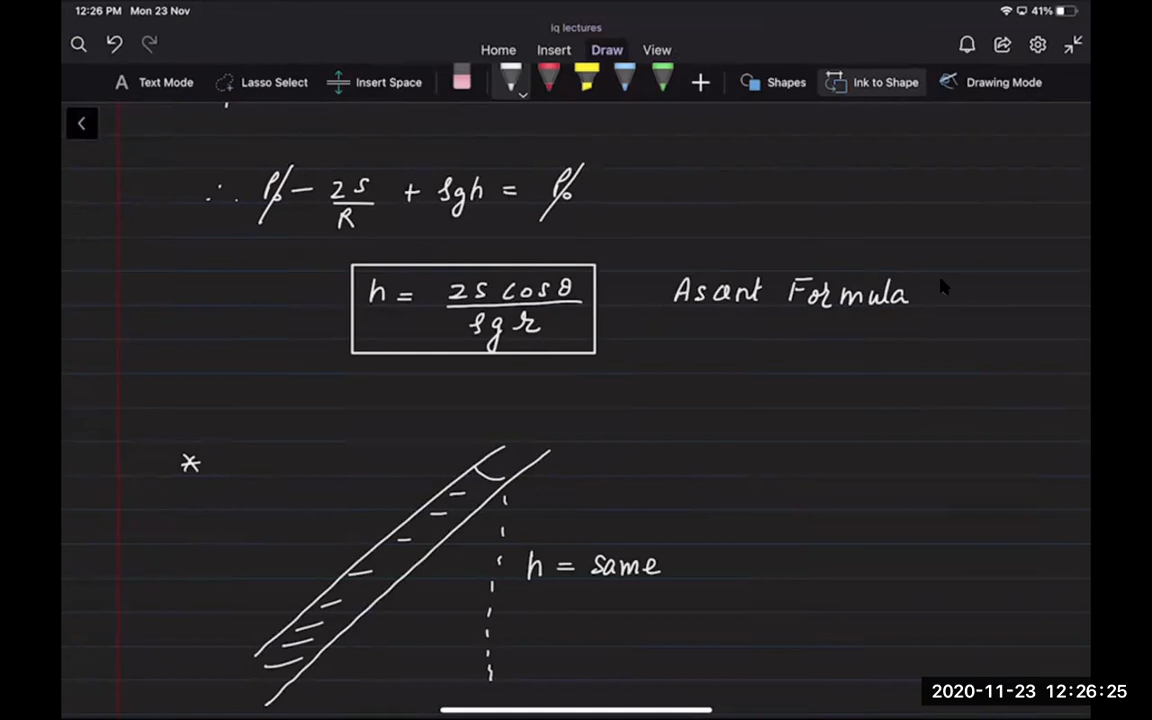 12:26 PM Mon 23 Nov 41%
iq lectures
Home Insert Draw View
Text Mode Lasso Select Insert Space Shapes Ink to Shape Drawing Mode
∴ P₀ − 2S/R + ρgh = P₀
h = 2S cosθ / ρgr Ascent Formula
*
h = same
2020-11-23 12:26:25